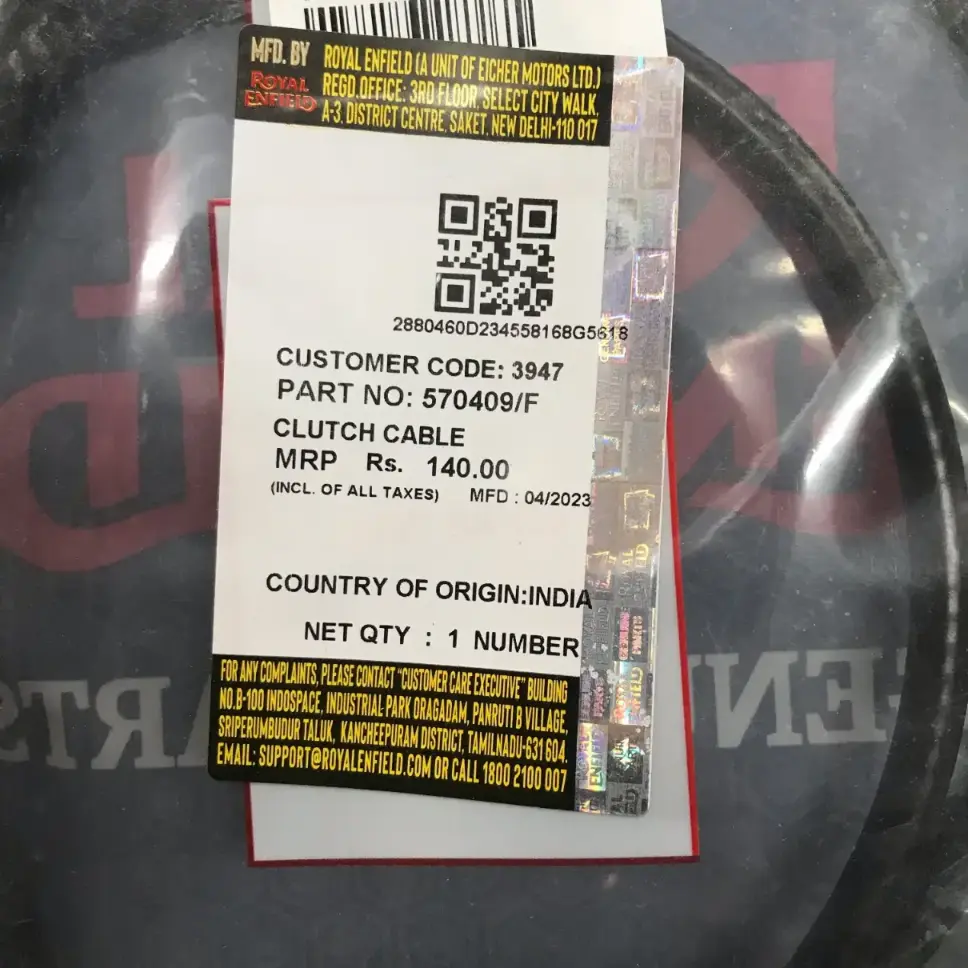 MFD. BY
ROYAL ENFIELD
ROYAL ENFIELD (A UNIT OF EICHER MOTORS LTD.)
REGD.OFFICE: 3RD FLOOR, SELECT CITY WALK,
A-3, DISTRICT CENTRE, SAKET, NEW DELHI-110 017
2880460D234558168G5618
CUSTOMER CODE: 3947
PART NO: 570409/F
CLUTCH CABLE
MRP Rs. 140.00
(INCL. OF ALL TAXES) MFD : 04/2023
COUNTRY OF ORIGIN:INDIA
NET QTY : 1 NUMBER
FOR ANY COMPLAINTS, PLEASE CONTACT "CUSTOMER CARE EXECUTIVE" BUILDING
NO.B-100 INDOSPACE, INDUSTRIAL PARK ORAGADAM, PANRUTI B VILLAGE
SRIPERUMBUDUR TALUK, KANCHEEPURAM DISTRICT, TAMILNADU-631 604.
EMAIL: SUPPORT@ROYALENFIELD.COM OR CALL 1800 2100 007